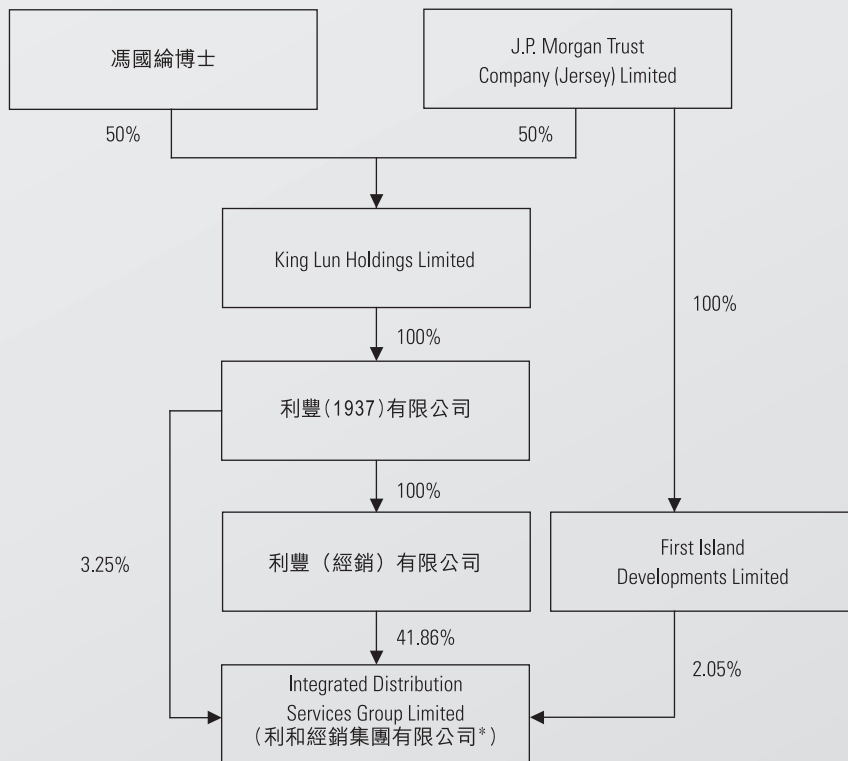 馮國綸博士
J.P. Morgan Trust
Company (Jersey) Limited
50%
50%
King Lun Holdings Limited
100%
100%
利豐(1937)有限公司
100%
3.25%
利豐（經銷）有限公司
First Island
Developments Limited
41.86%
2.05%
Integrated Distribution
Services Group Limited
（利和經銷集團有限公司*）